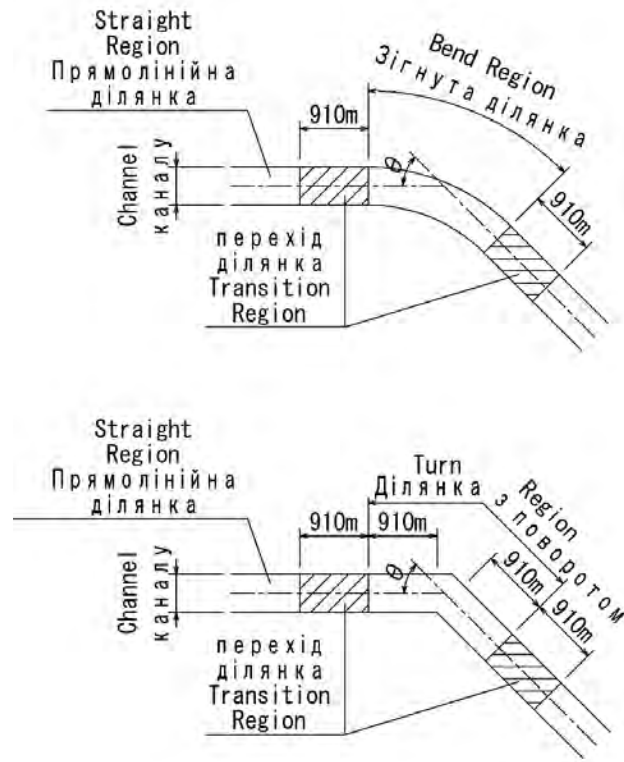 Straight
Region
Прямолінійна
ділянка
910m
Bend Region
Зігнута ділянка
Channel
каналу
θ
910m
перехід
ділянка
Transition
Region
Straight
Region
Прямолінійна
ділянка
Turn
Ділянка
Region
з поворотом
910m
910m
Channel
каналу
θ
910m
910m
перехід
ділянка
Transition
Region